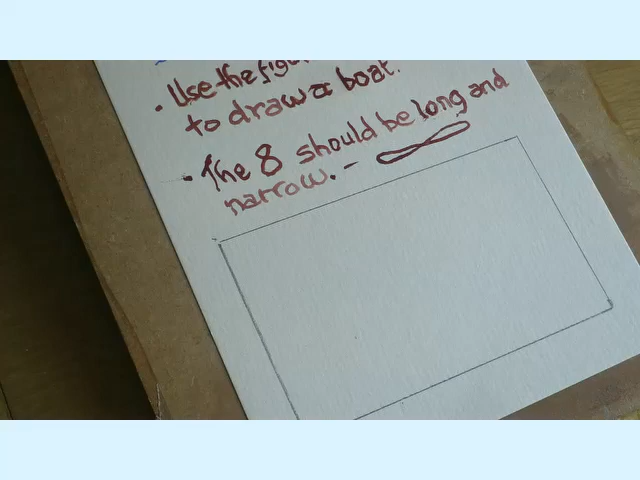 • Use the
to draw a boat.
• The 8 should be long and
narrow. -